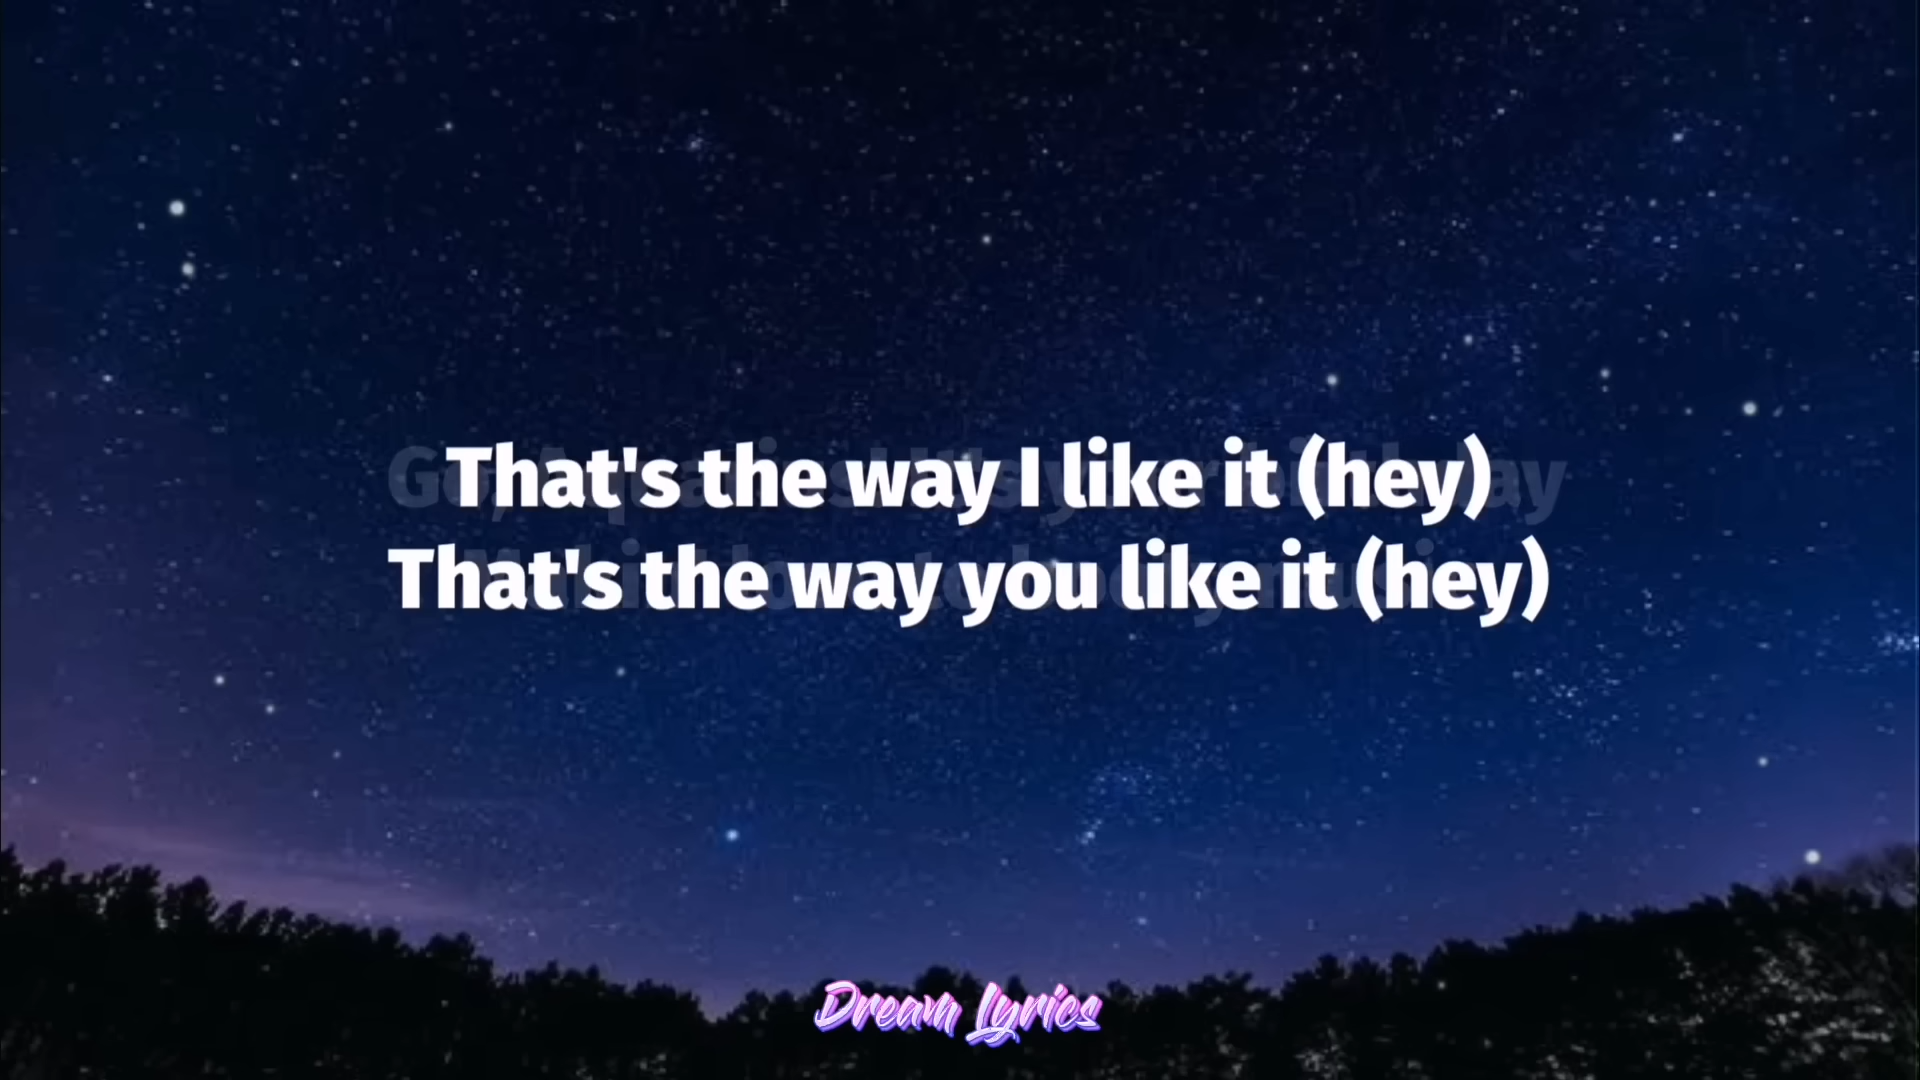 That's the way I like it (hey)
That's the way you like it (hey)
Dream Lyrics